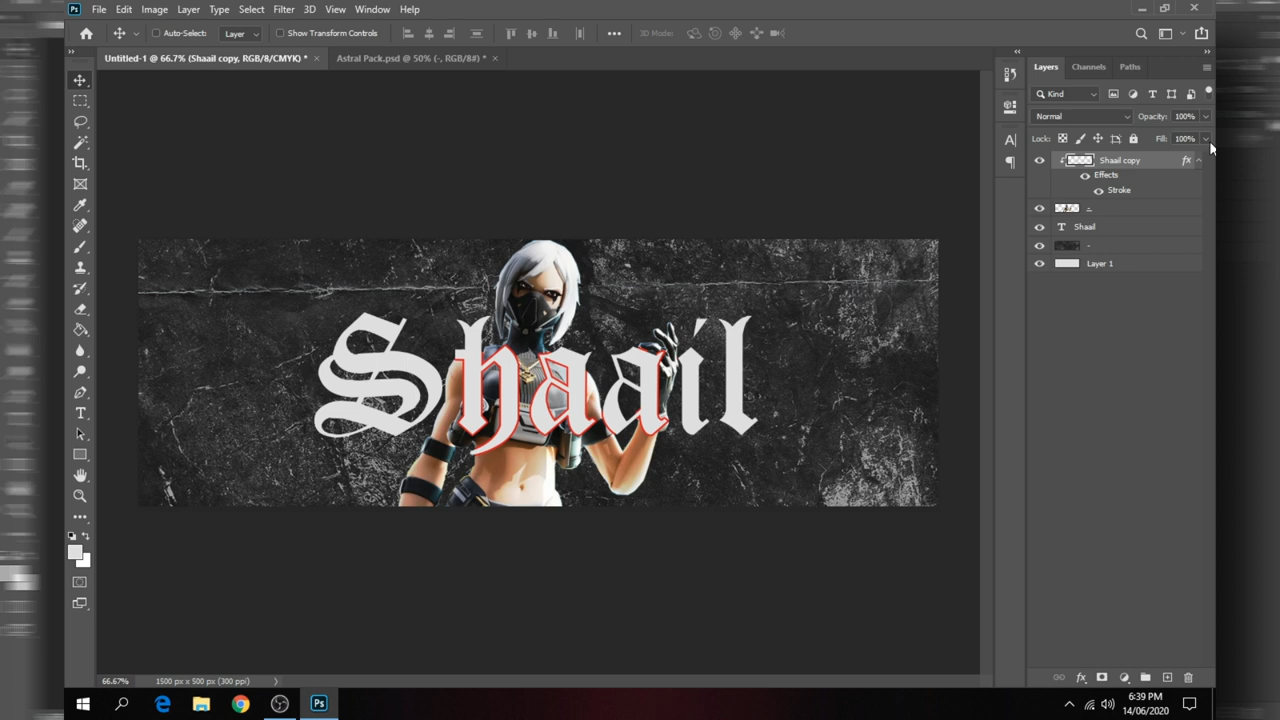 Ps File Edit Image Layer Type Select Filter 3D View Window Help
Auto-Select: Layer Show Transform Controls 3D Mode:
Untitled-1 @ 66.7% (Shaail copy, RGB/8/CMYK) * × Astral Pack.psd @ 50% (-, RGB/8#) * ×
Layers Channels Paths
Kind
Normal Opacity: 100%
Lock: Fill: 100%
Shaail copy fx
Effects
Stroke
-
Shaail
-
Layer 1
Shaail
66.67% 1500 px x 500 px (300 ppi)
fx
Ps
6:39 PM
14/06/2020